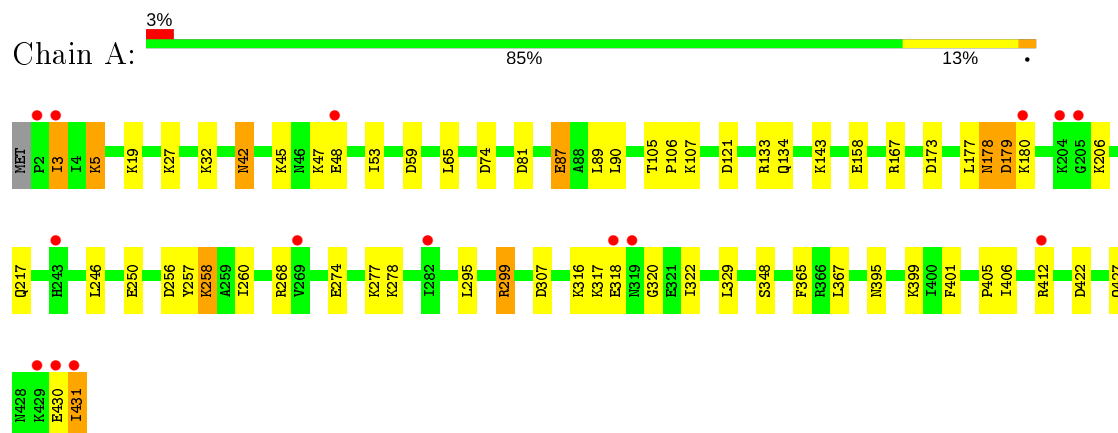 3%
Chain A:
85% 13% •
MET P2 I3 I4 K5 K19 K27 K32 N42 K45 N46 K47 E48 I53 D59 L65 D74 D81 E87 A88 L89 L90 T105 P106 K107 D121 R133 Q134 K143 E158 R167 D173 L177 N178 D179 K180 K204 G205 K206
Q217 H243 L246 E250 D256 Y257 K258 A259 I260 R268 V269 E274 K277 K278 I282 L295 R299 D307 K316 K317 E318 N319 G320 E321 I322 L329 S348 F365 R366 L367 N395 K399 I400 F401 P405 I406 R412 D422
N428 K429 E430 I431